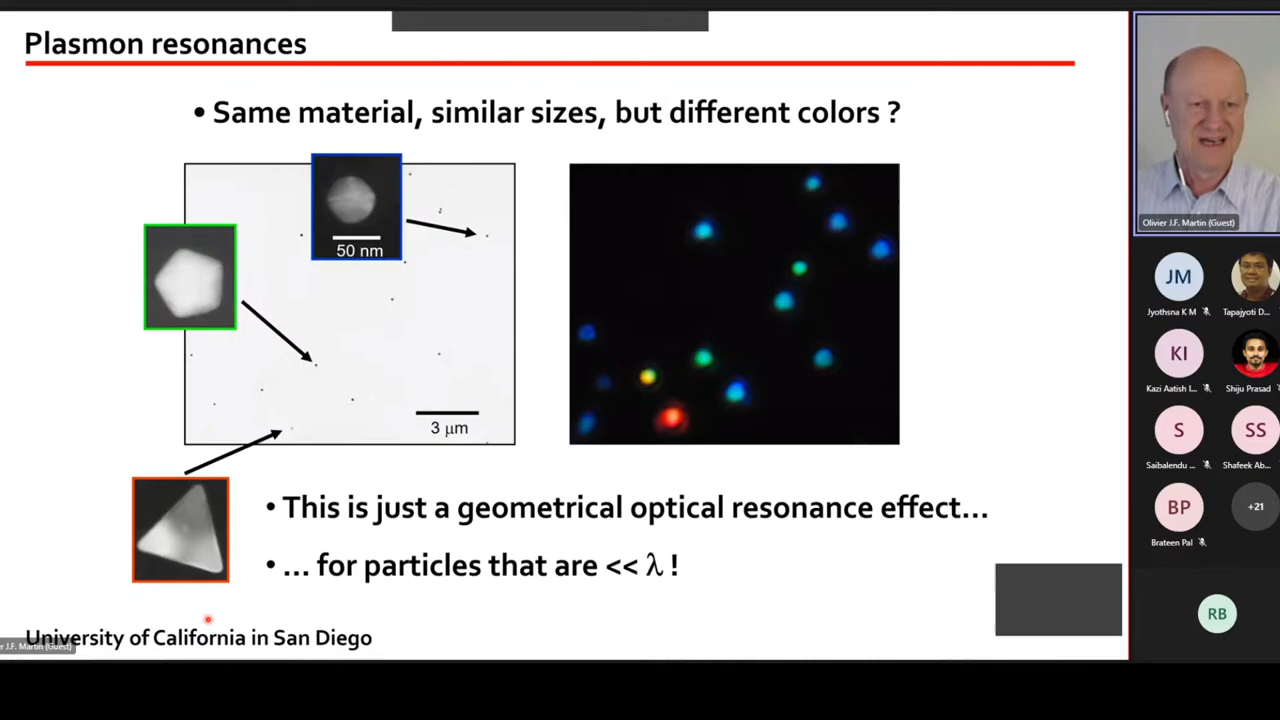 Plasmon resonances
• Same material, similar sizes, but different colors ?
50 nm
3 μm
• This is just a geometrical optical resonance effect...
• ... for particles that are << λ !
University of California in San Diego
r J.F. Martin (Guest)
Olivier J.F. Martin (Guest)
JM
Jyothsna K M
Tapajyoti D...
KI
Kazi Aatish I...
Shiju Prasad
S
Saibalendu ...
SS
Shafeek Ab...
BP
Brateen Pal
+21
RB